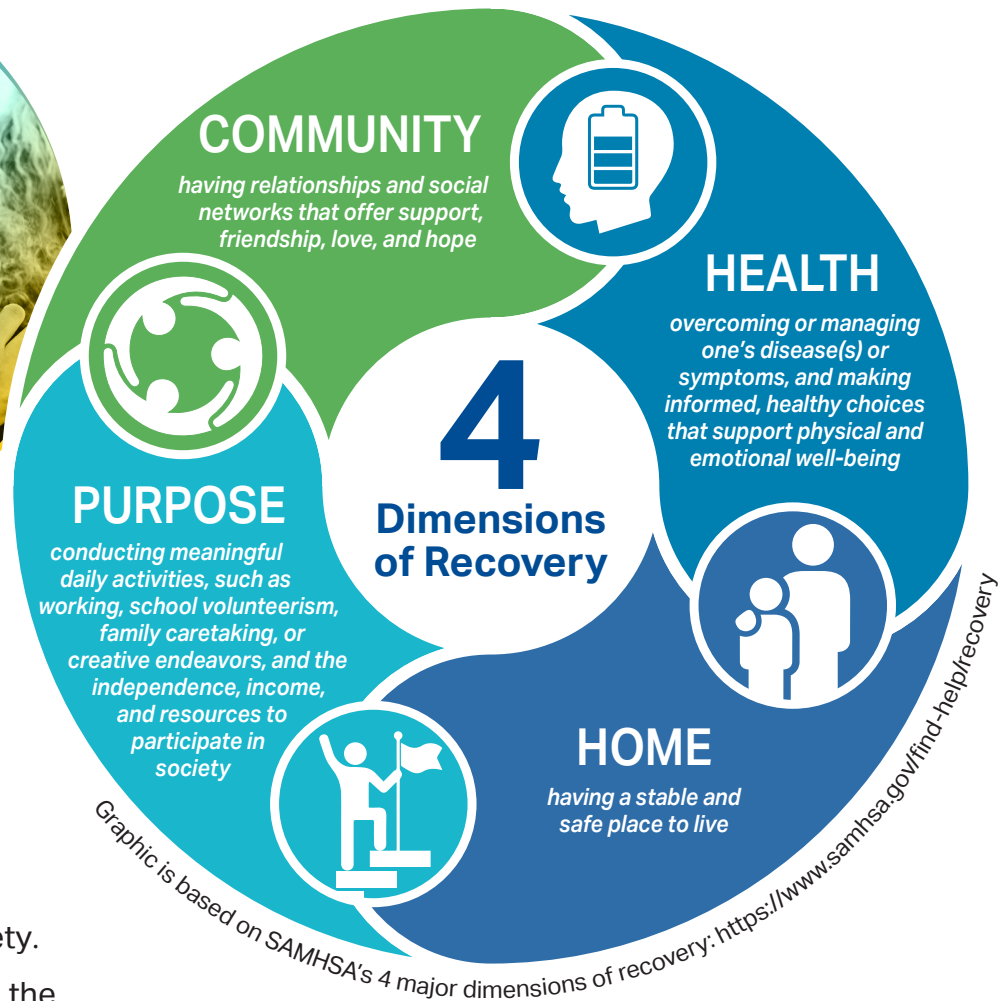 COMMUNITY
having relationships and social
networks that offer support,
friendship, love, and hope
HEALTH
overcoming or managing
one's disease(s) or
symptoms, and making
informed, healthy choices
that support physical and
emotional well-being
4
Dimensions
of Recovery
PURPOSE
conducting meaningful
daily activities, such as
working, school volunteerism,
family caretaking, or
creative endeavors, and the
independence, income,
and resources to
participate in
society
HOME
having a stable and
safe place to live
Graphic is based on SAMHSA's 4 major dimensions of recovery: https://www.samhsa.gov/find-help/recovery
the